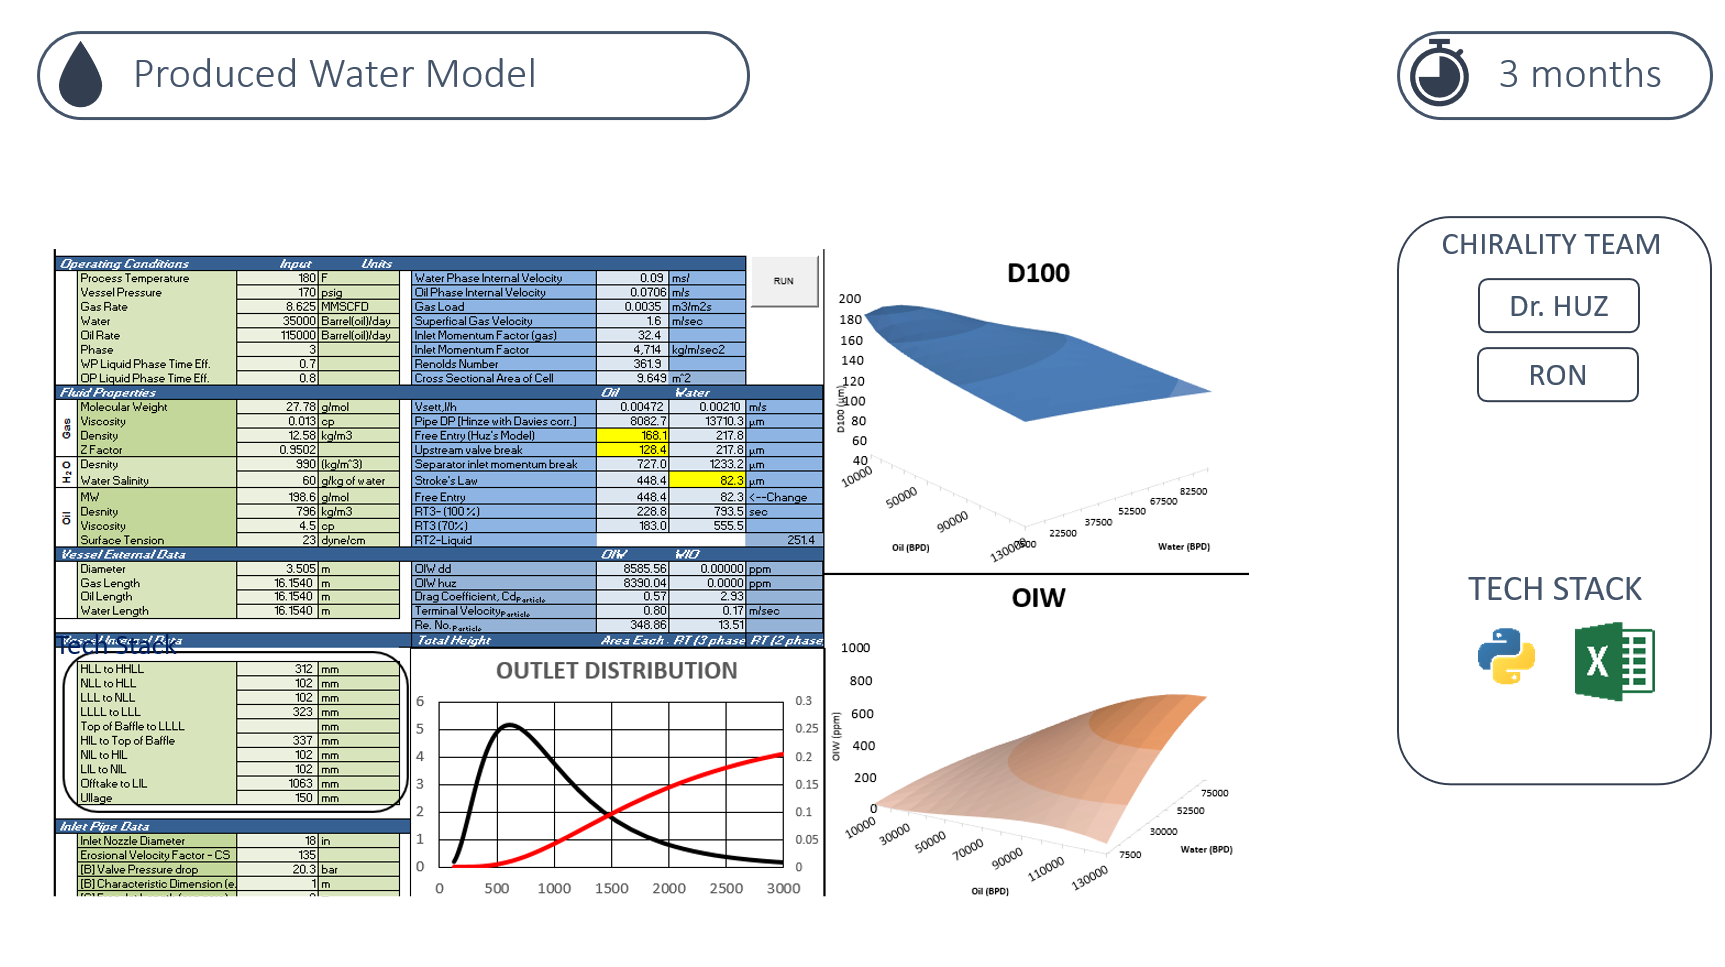 Produced Water Model
3 months
CHIRALITY TEAM
Dr. HUZ
RON
TECH STACK
Operating Conditions Input Units
Process Temperature 180 F Water Phase Internal Velocity 0.09 ms/
Vessel Pressure 170 psig Oil Phase Internal Velocity 0.0706 m/s
Gas Rate 8.625 MMSCFD Gas Load 0.0035 m3/m2s
Water 35000 Barrel(oil)/day Superfical Gas Velocity 1.6 m/sec
Oil Rate 115000 Barrel(oil)/day Inlet Momentum Factor (gas) 32.4
Phase 3 Inlet Momentum Factor 4,714 kg/m/sec2
WP Liquid Phase Time Eff. 0.7 Renolds Number 361.9
OP Liquid Phase Time Eff. 0.8 Cross Sectional Area of Cell 9.649 m^2
RUN
Fluid Properties Oil Water
Gas
Molecular Weight 27.78 g/mol Vsett,l/h 0.00472 0.00210 m/s
Viscosity 0.013 cp Pipe DP [Hinze with Davies corr.] 8082.7 13710.3 μm
Density 12.58 kg/m3 Free Entry (Huz's Model) 168.1 217.8
Z Factor 0.9502 Upstream valve break 128.4 217.8 μm
H₂O
Desnity 990 (kg/m^3) Separator inlet momentum break 727.0 1233.2 μm
Water Salinity 60 g/kg of water Stroke's Law 448.4 82.3 μm
Oil
MW 198.6 g/mol Free Entry 448.4 82.3 <--Change
Desnity 796 kg/m3 RT3- (100%) 228.8 793.5 sec
Viscosity 4.5 cp RT3 (70%) 183.0 555.5
Surface Tension 23 dyne/cm RT2-Liquid 251.4
Vessel External Data OIW WIO
Diameter 3.505 m OIW dd 8585.56 0.00000 ppm
Gas Length 16.1540 m OIW huz 8390.04 0.0000 ppm
Oil Length 16.1540 m Drag Coefficient, Cd Particle 0.57 2.93
Water Length 16.1540 m Terminal Velocity Particle 0.80 0.17 m/sec
Re. No. Particle 348.86 13.51
Vessel Internal Data Total Height Area Each. RT (3 phase RT (2 phase
Tech Stack
HLL to HHLL 312 mm
NLL to HLL 102 mm
LLL to NLL 102 mm
LLLL to LLL 323 mm
Top of Baffle to LLLL mm
HIL to Top of Baffle 337 mm
NIL to HIL 102 mm
LIL to NIL 102 mm
Offtake to LIL 1063 mm
Ullage 150 mm
Inlet Pipe Data
Inlet Nozzle Diameter 18 in
Erosional Velocity Factor - CS 135
[B] Valve Pressure drop 20.3 bar
[B] Characteristic Dimension (e. 1 m
OUTLET DISTRIBUTION
6 0.3
5 0.25
4 0.2
3 0.15
2 0.1
1 0.05
0 0
0 500 1000 1500 2000 2500 3000
D100
200
180
160
140
120
100
80
60
40
D100 (μm)
10000
50000
90000
130000
Oil (BPD)
22500
37500
52500
67500
82500
Water (BPD)
OIW
1000
800
600
400
200
0
OIW (ppm)
10000
30000
50000
70000
90000
110000
130000
Oil (BPD)
7500
30000
52500
75000
Water (BPD)
X